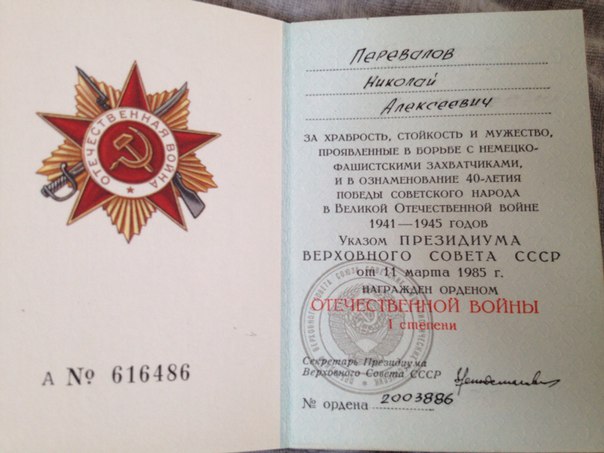 ОТЕЧЕСТВЕННАЯ ВОЙНА
А № 616486
Перевалов
Николай
Алексеевич
ЗА ХРАБРОСТЬ, СТОЙКОСТЬ И МУЖЕСТВО,
ПРОЯВЛЕННЫЕ В БОРЬБЕ С НЕМЕЦКО-
ФАШИСТСКИМИ ЗАХВАТЧИКАМИ,
И В ОЗНАМЕНОВАНИЕ 40-ЛЕТИЯ
ПОБЕДЫ СОВЕТСКОГО НАРОДА
В ВЕЛИКОЙ ОТЕЧЕСТВЕННОЙ ВОЙНЕ
1941—1945 ГОДОВ
УКАЗОМ ПРЕЗИДИУМА
ВЕРХОВНОГО СОВЕТА СССР
от 11 марта 1985 г.
НАГРАЖДЕН ОРДЕНОМ
ОТЕЧЕСТВЕННОЙ ВОЙНЫ
I степени
Секретарь Президиума
Верховного Совета СССР
№ ордена 2003886